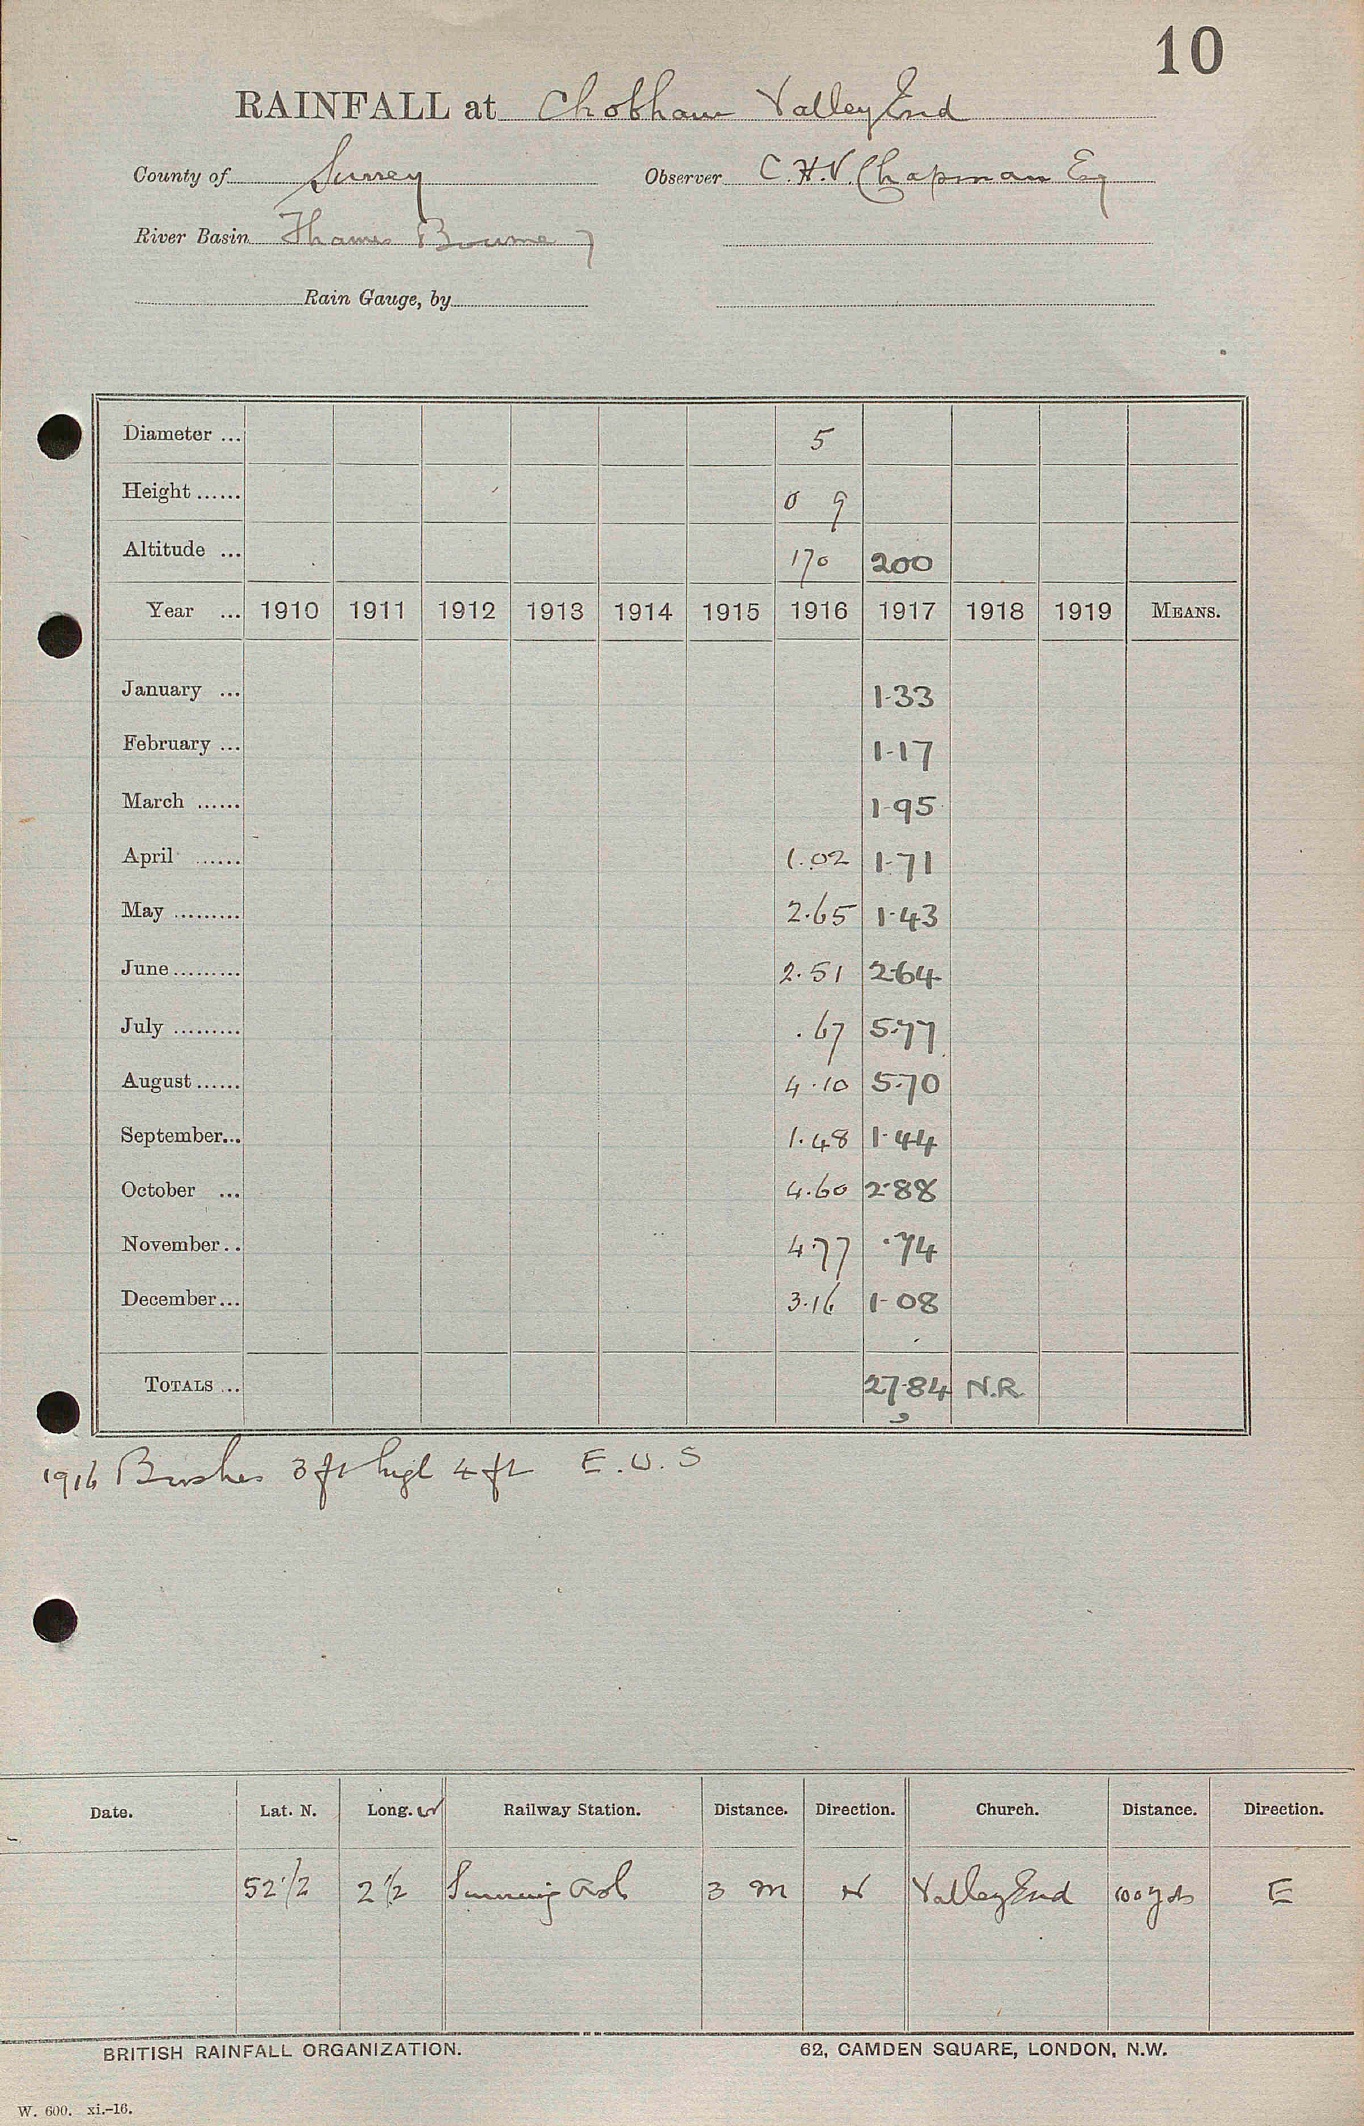 10
RAINFALL at Chobham Valley End
County of Surrey Observer C. H. V. Chapman Esq
River Basin Thames Bourne
Rain Gauge, by
Diameter ... 5
Height ...... 0 9
Altitude ... 170 200
Year ... 1910 1911 1912 1913 1914 1915 1916 1917 1918 1919 MEANS.
January ... 1.33
February ... 1.17
March ...... 1.95
April ...... 1.02 1.71
May ......... 2.65 1.43
June ......... 2.51 2.64
July ......... .67 5.77
August ...... 4.10 5.70
September... 1.48 1.44
October ... 4.60 2.88
November .. 4.77 .74
December... 3.16 1.08
TOTALS ... 27.84 N.R.
1916 Bushes 3 ft high 4 ft E. W. S
Date. Lat. N. Long. W Railway Station. Distance. Direction. Church. Distance. Direction.
52 1/2 2 1/2 Sunning 3 m N Valley End 100 yds E
BRITISH RAINFALL ORGANIZATION. 62, CAMDEN SQUARE, LONDON, N.W.
W. 600. xi.-16.